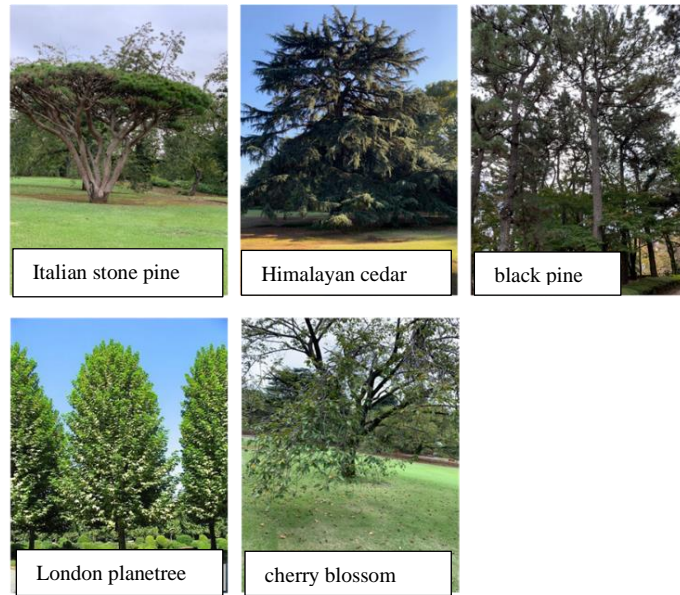 Italian stone pine
Himalayan cedar
black pine
London planetree
cherry blossom